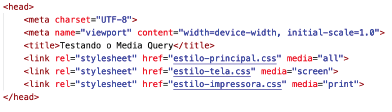 <head>
<meta charset="UTF-8">
<meta name="viewport" content="width=device-width, initial-scale=1.0">
<title>Testando o Media Query</title>
<link rel="stylesheet" href="estilo-principal.css" media="all">
<link rel="stylesheet" href="estilo-tela.css" media="screen">
<link rel="stylesheet" href="estilo-impressora.css" media="print">
</head>